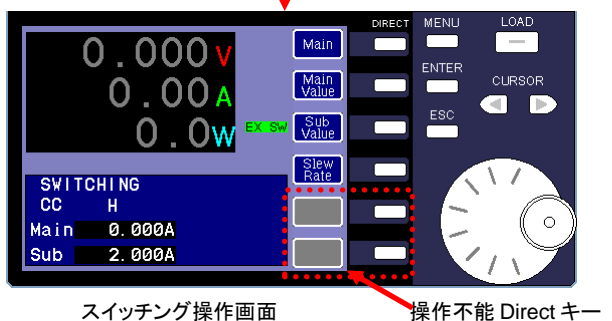 DIRECT MENU LOAD
0.000V
0.00A
0.0W
EX SW
Main
Main Value
Sub Value
Slew Rate
ENTER
CURSOR
ESC
SWITCHING
CC H
Main 0.000A
Sub 2.000A
スイッチング操作画面
操作不能 Direct キー